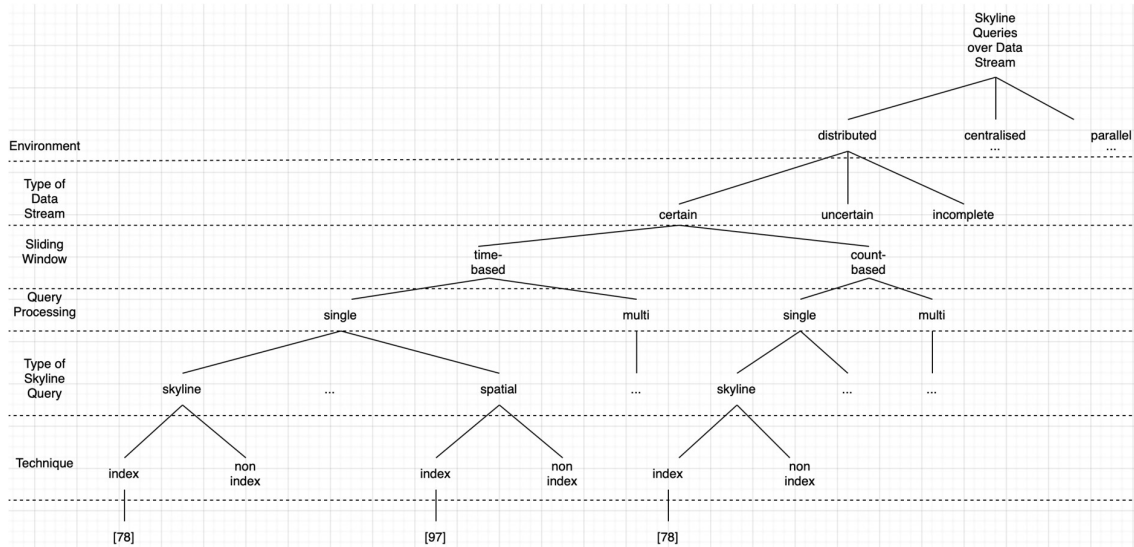 Skyline
Queries
over Data
Stream
distributed
centralised
...
parallel
...
Environment
Type of
Data
Stream
certain
uncertain
incomplete
Sliding
Window
time-
based
count-
based
Query
Processing
single
multi
single
multi
Type of
Skyline
Query
skyline
...
spatial
...
skyline
...
...
Technique
index
non
index
index
non
index
index
non
index
[78]
[97]
[78]